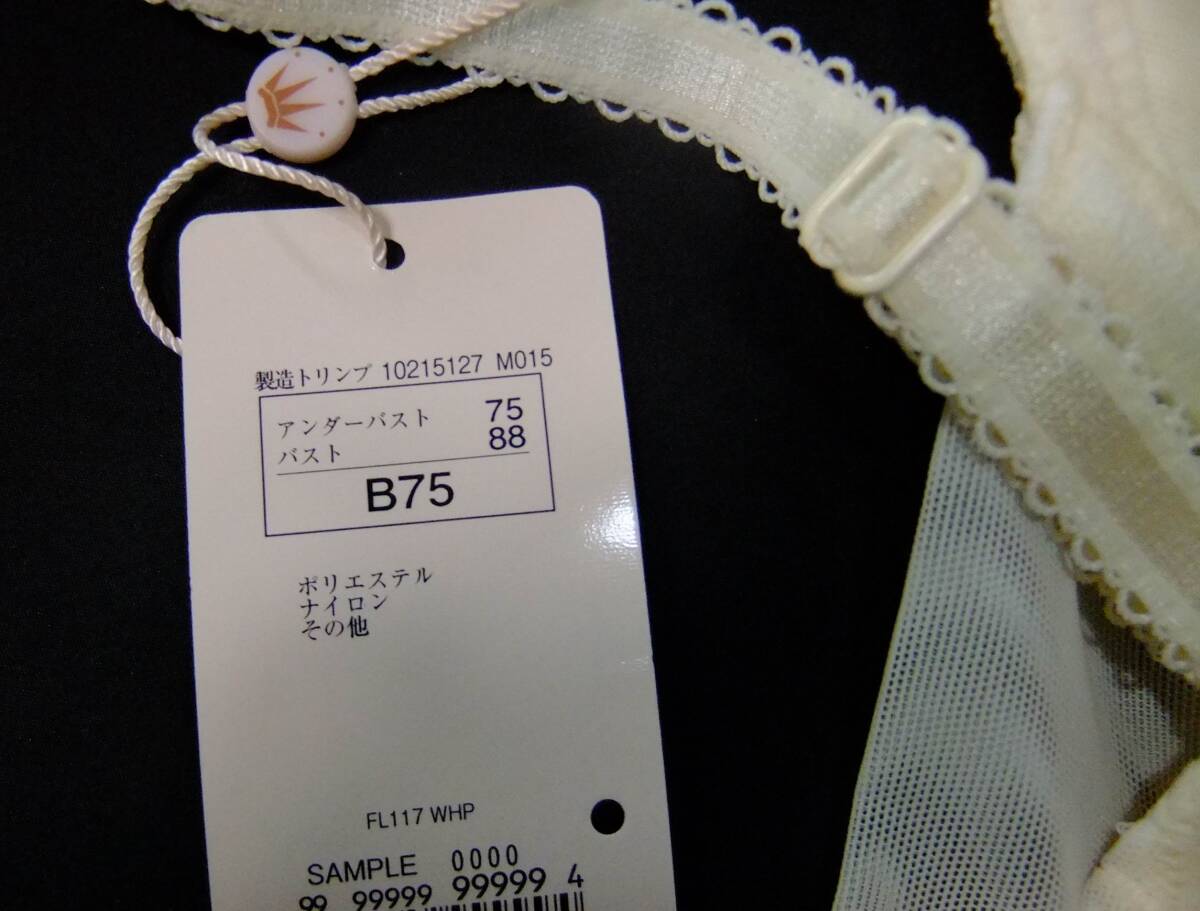 製造トリンプ 10215127 M015
アンダーバスト 75
バスト 88
B75
ポリエステル
ナイロン
その他
FL117 WHP
SAMPLE 0000
99 99999 99999 4